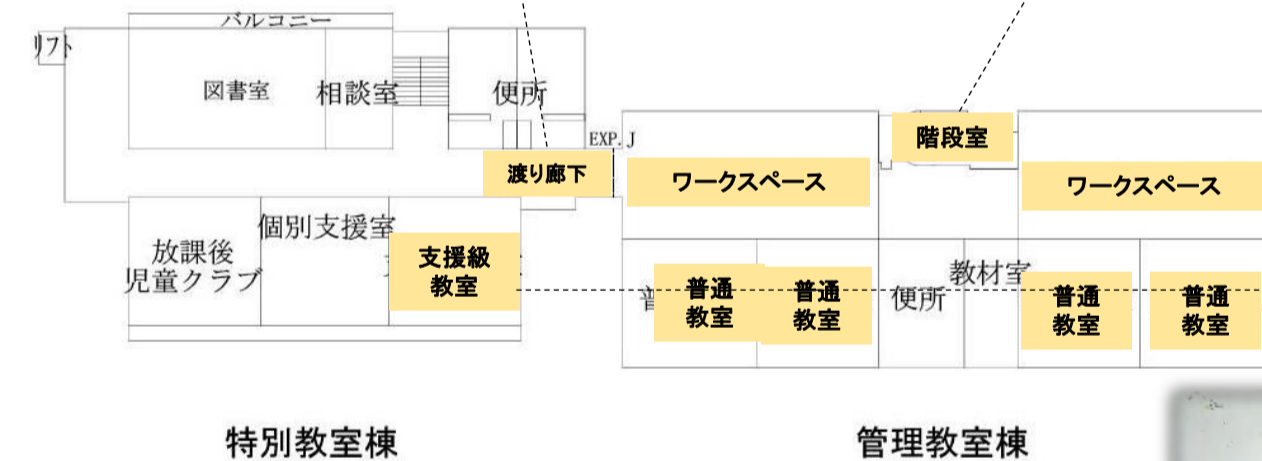 バルコニー
リフト
図書室
相談室
便所
EXP.J
渡り廊下
階段室
ワークスペース
ワークスペース
放課後
児童クラブ
個別支援室
支援級
教室
普通
教室
普通
教室
便所
教材室
普通
教室
普通
教室
特別教室棟
管理教室棟